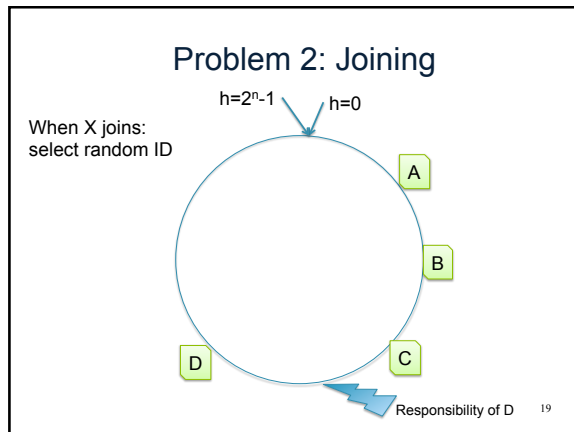 Problem 2: Joining
h=2ⁿ-1
h=0
When X joins:
select random ID
A
B
C
D
Responsibility of D
19